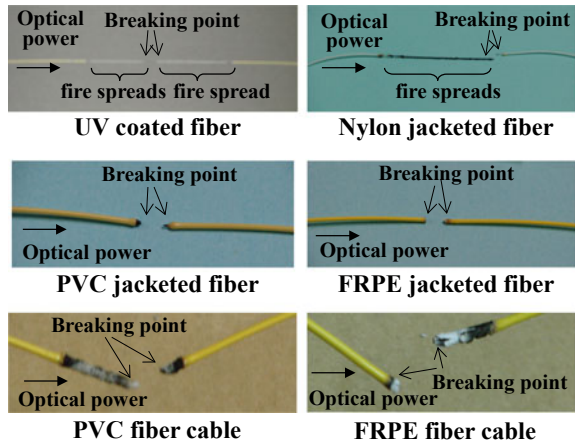 Optical power
Breaking point
fire spreads
fire spread
UV coated fiber
Optical power
Breaking point
fire spreads
Nylon jacketed fiber
Breaking point
Optical power
PVC jacketed fiber
Breaking point
Optical power
FRPE jacketed fiber
Breaking point
Optical power
PVC fiber cable
Optical power
Breaking point
FRPE fiber cable